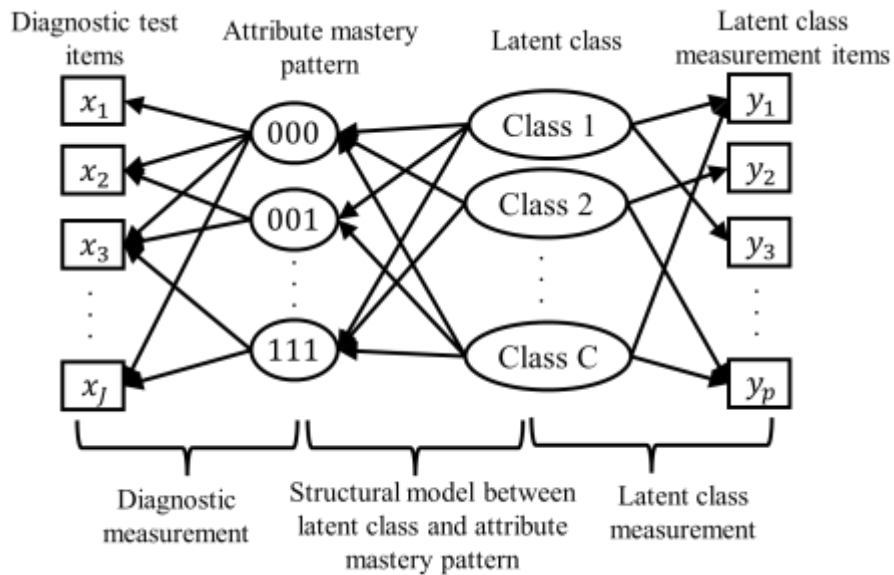 Diagnostic test
items
Attribute mastery
pattern
Latent class
Latent class
measurement items
x₁
x₂
x₃
x_J
000
001
111
Class 1
Class 2
Class C
y₁
y₂
y₃
y_p
Diagnostic
measurement
Structural model between
latent class and attribute
mastery pattern
Latent class
measurement